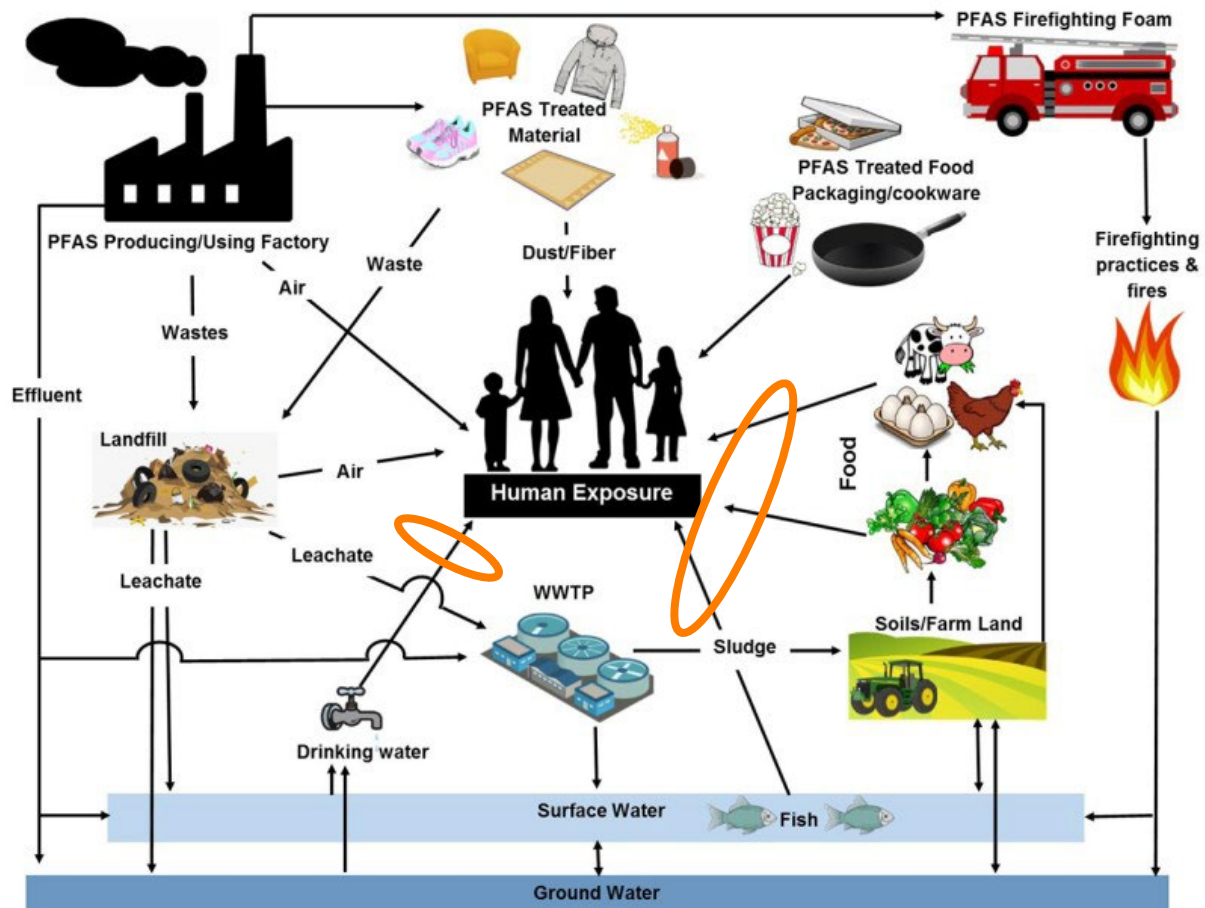 PFAS Firefighting Foam
PFAS Treated
Material
PFAS Treated Food
Packaging/cookware
PFAS Producing/Using Factory
Dust/Fiber
Waste
Air
Firefighting
practices &
fires
Wastes
Effluent
Landfill
Air
Food
Human Exposure
Leachate
Leachate
WWTP
Soils/Farm Land
Sludge
Drinking water
Surface Water
Fish
Ground Water